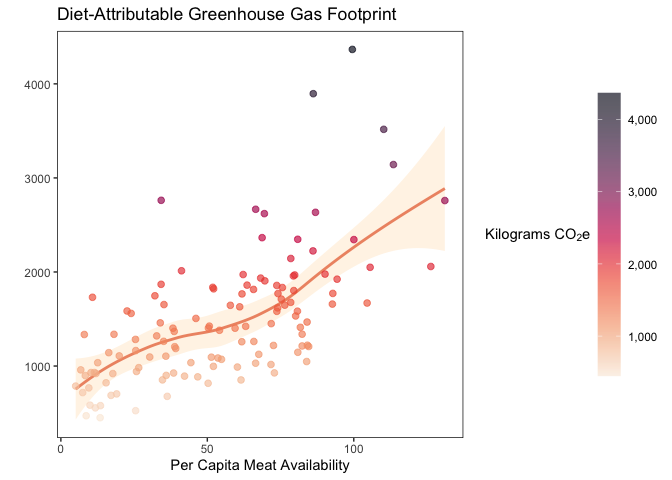 Diet-Attributable Greenhouse Gas Footprint
4000
3000
2000
1000
0 50 100
Per Capita Meat Availability
Kilograms CO₂e
4,000
3,000
2,000
1,000